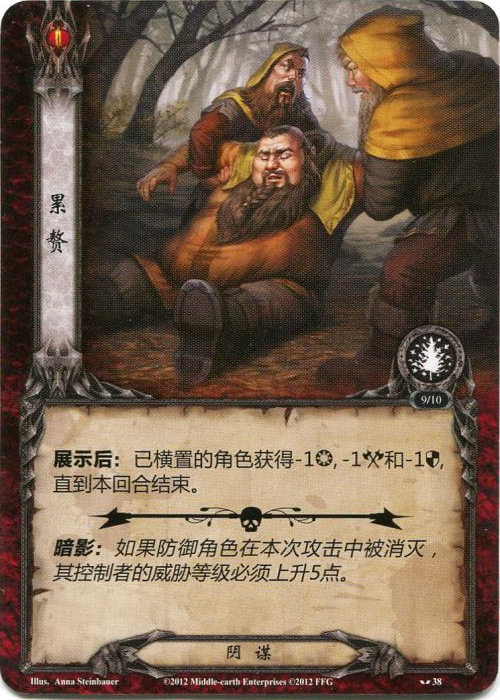 累赘
9/10
展示后：已横置的角色获得-1, -1和-1,
直到本回合结束。
暗影：如果防御角色在本次攻击中被消灭，
其控制者的威胁等级必须上升5点。
阴谋
Illus. Anna Steinbauer ©2012 Middle-earth Enterprises ©2012 FFG 38